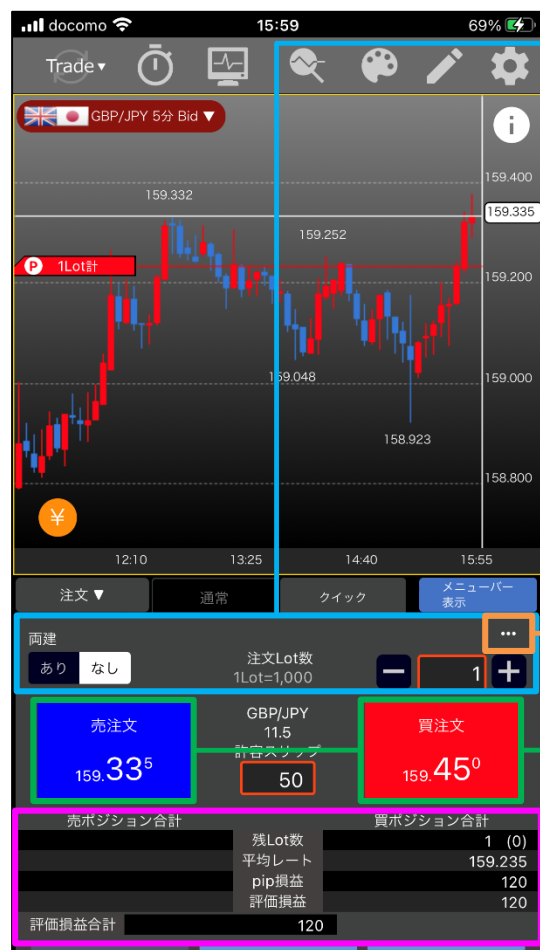 docomo 15:59 69%
Trade▼
GBP/JPY 5分 Bid ▼
i
159.400
159.332
159.335
159.252
P 1Lot計
159.200
159.048
159.000
158.923
158.800
¥
12:10 13:25 14:40 15:55
注文▼ 通常 クイック メニューバー
表示
両建 •••
あり なし 注文Lot数
1Lot=1,000 − 1 +
売注文 GBP/JPY 買注文
11.5
許容スリップ
159.33⁵ 50 159.45⁰
売ポジション合計 買ポジション合計
残Lot数 1 (0)
平均レート 159.235
pip損益 120
評価損益 120
評価損益合計 120